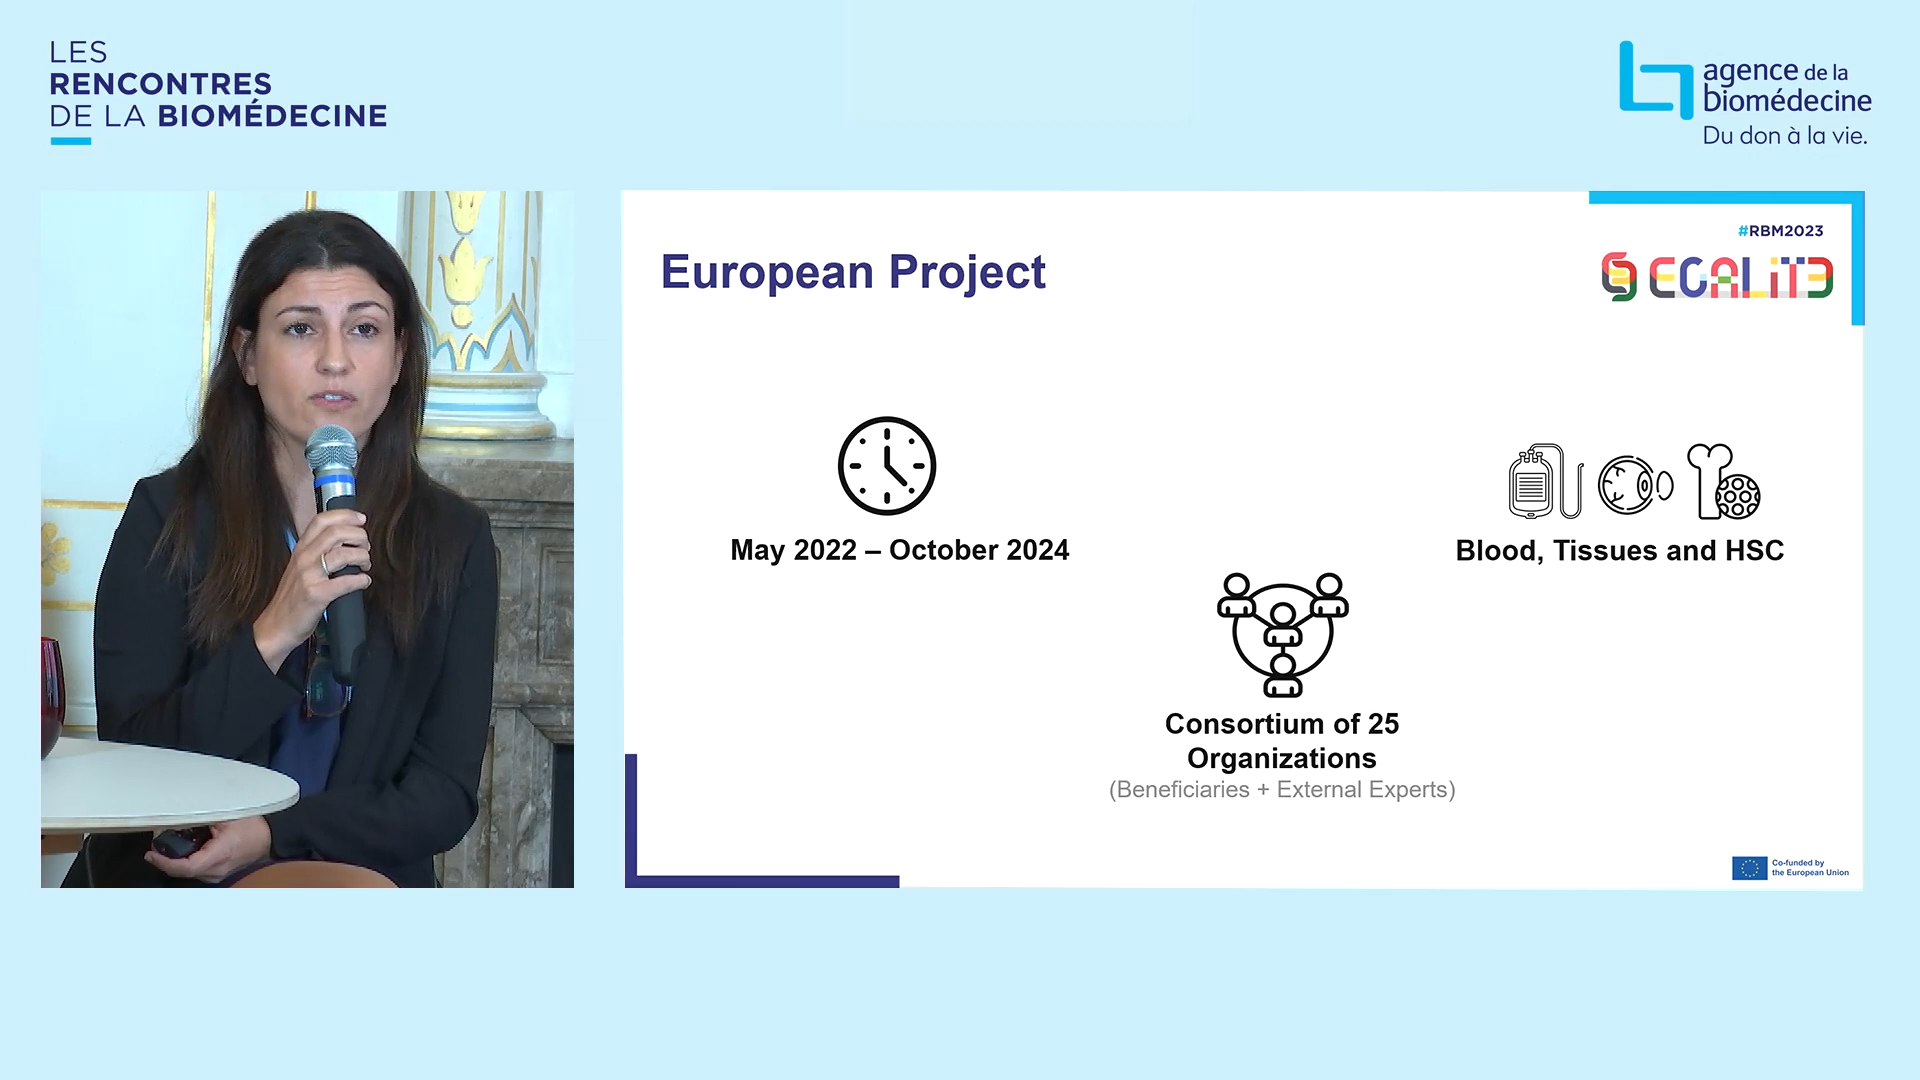 LES
RENCONTRES
DE LA BIOMÉDECINE
agence de la
biomédecine
Du don à la vie.
#RBM2023
EGALITE
European Project
May 2022 – October 2024
Blood, Tissues and HSC
Consortium of 25
Organizations
(Beneficiaries + External Experts)
Co-funded by
the European Union